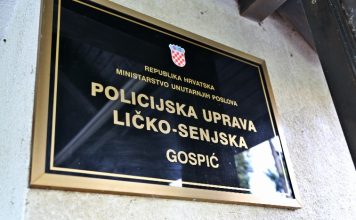 REPUBLIKA HRVATSKA
MINISTARSTVO UNUTARNJIH POSLOVA
POLICIJSKA UPRAVA
LIČKO-SENJSKA
GOSPIĆ